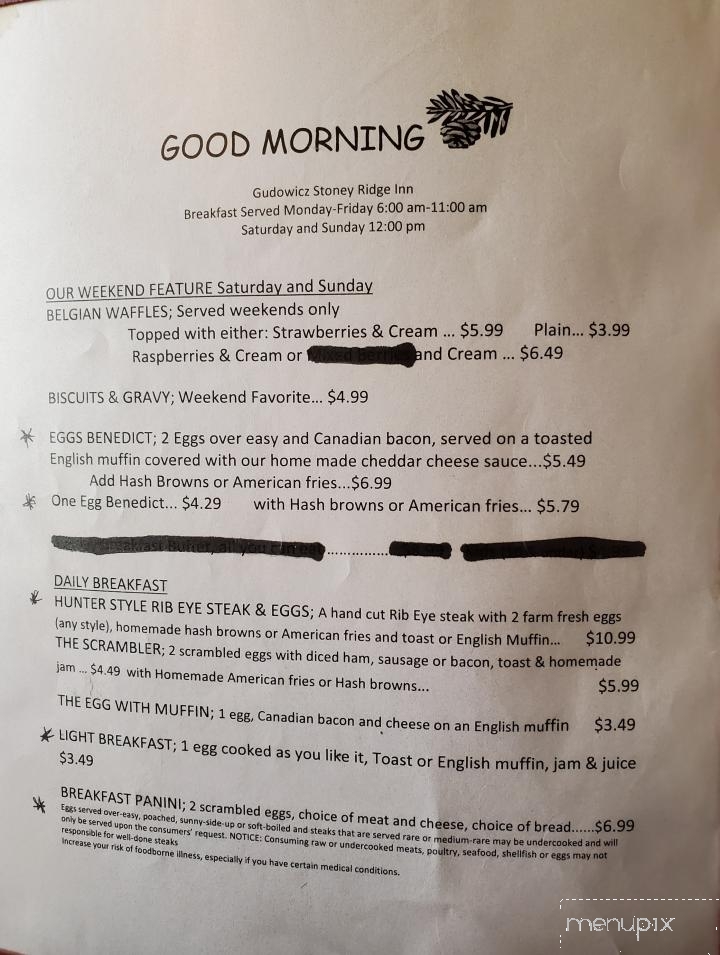 GOOD MORNING
Gudowicz Stoney Ridge Inn
Breakfast Served Monday-Friday 6:00 am-11:00 am
Saturday and Sunday 12:00 pm
OUR WEEKEND FEATURE Saturday and Sunday
BELGIAN WAFFLES; Served weekends only
Topped with either: Strawberries & Cream ... $5.99 Plain... $3.99
Raspberries & Cream or Mixed Berries and Cream ... $6.49
BISCUITS & GRAVY; Weekend Favorite... $4.99
EGGS BENEDICT; 2 Eggs over easy and Canadian bacon, served on a toasted
English muffin covered with our home made cheddar cheese sauce...$5.49
Add Hash Browns or American fries...$6.99
One Egg Benedict... $4.29 with Hash browns or American fries... $5.79
Breakfast Buffet, all you can eat ..............
DAILY BREAKFAST
HUNTER STYLE RIB EYE STEAK & EGGS; A hand cut Rib Eye steak with 2 farm fresh eggs
(any style), homemade hash browns or American fries and toast or English Muffin... $10.99
THE SCRAMBLER; 2 scrambled eggs with diced ham, sausage or bacon, toast & homemade
jam ... $4.49 with Homemade American fries or Hash browns... $5.99
THE EGG WITH MUFFIN; 1 egg, Canadian bacon and cheese on an English muffin $3.49
LIGHT BREAKFAST; 1 egg cooked as you like it, Toast or English muffin, jam & juice
$3.49
BREAKFAST PANINI; 2 scrambled eggs, choice of meat and cheese, choice of bread......$6.99
Eggs served over-easy, poached, sunny-side-up or soft-boiled and steaks that are served rare or medium-rare may be undercooked and will
only be served upon the consumers' request. NOTICE: Consuming raw or undercooked meats, poultry, seafood, shellfish or eggs may not
responsible for well-done steaks
Increase your risk of foodborne illness, especially if you have certain medical conditions.
menupix